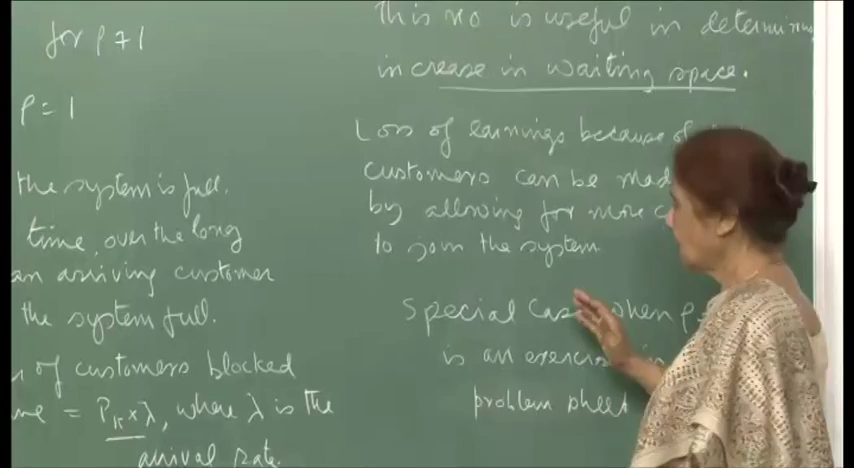 for ρ ≠ 1
ρ = 1
the system is full.
time, over the long
an arriving customer
the system full.
of customers blocked
= P_K × λ, where λ is the
arrival rate.
This no is useful in
increase in waiting space.
Loss of earnings because of
customers can be
by allowing for more
to join the system
Special Case when ρ
is an exercise in
problem sheet